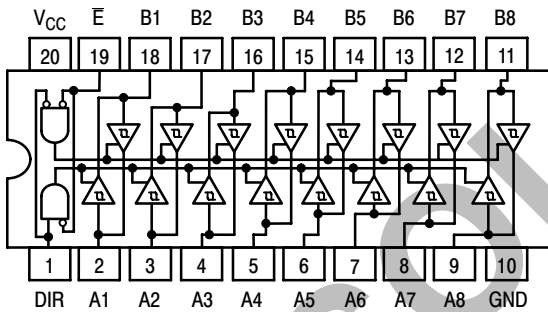 V_CC E̅ B1 B2 B3 B4 B5 B6 B7 B8
20 19 18 17 16 15 14 13 12 11
1 2 3 4 5 6 7 8 9 10
DIR A1 A2 A3 A4 A5 A6 A7 A8 GND